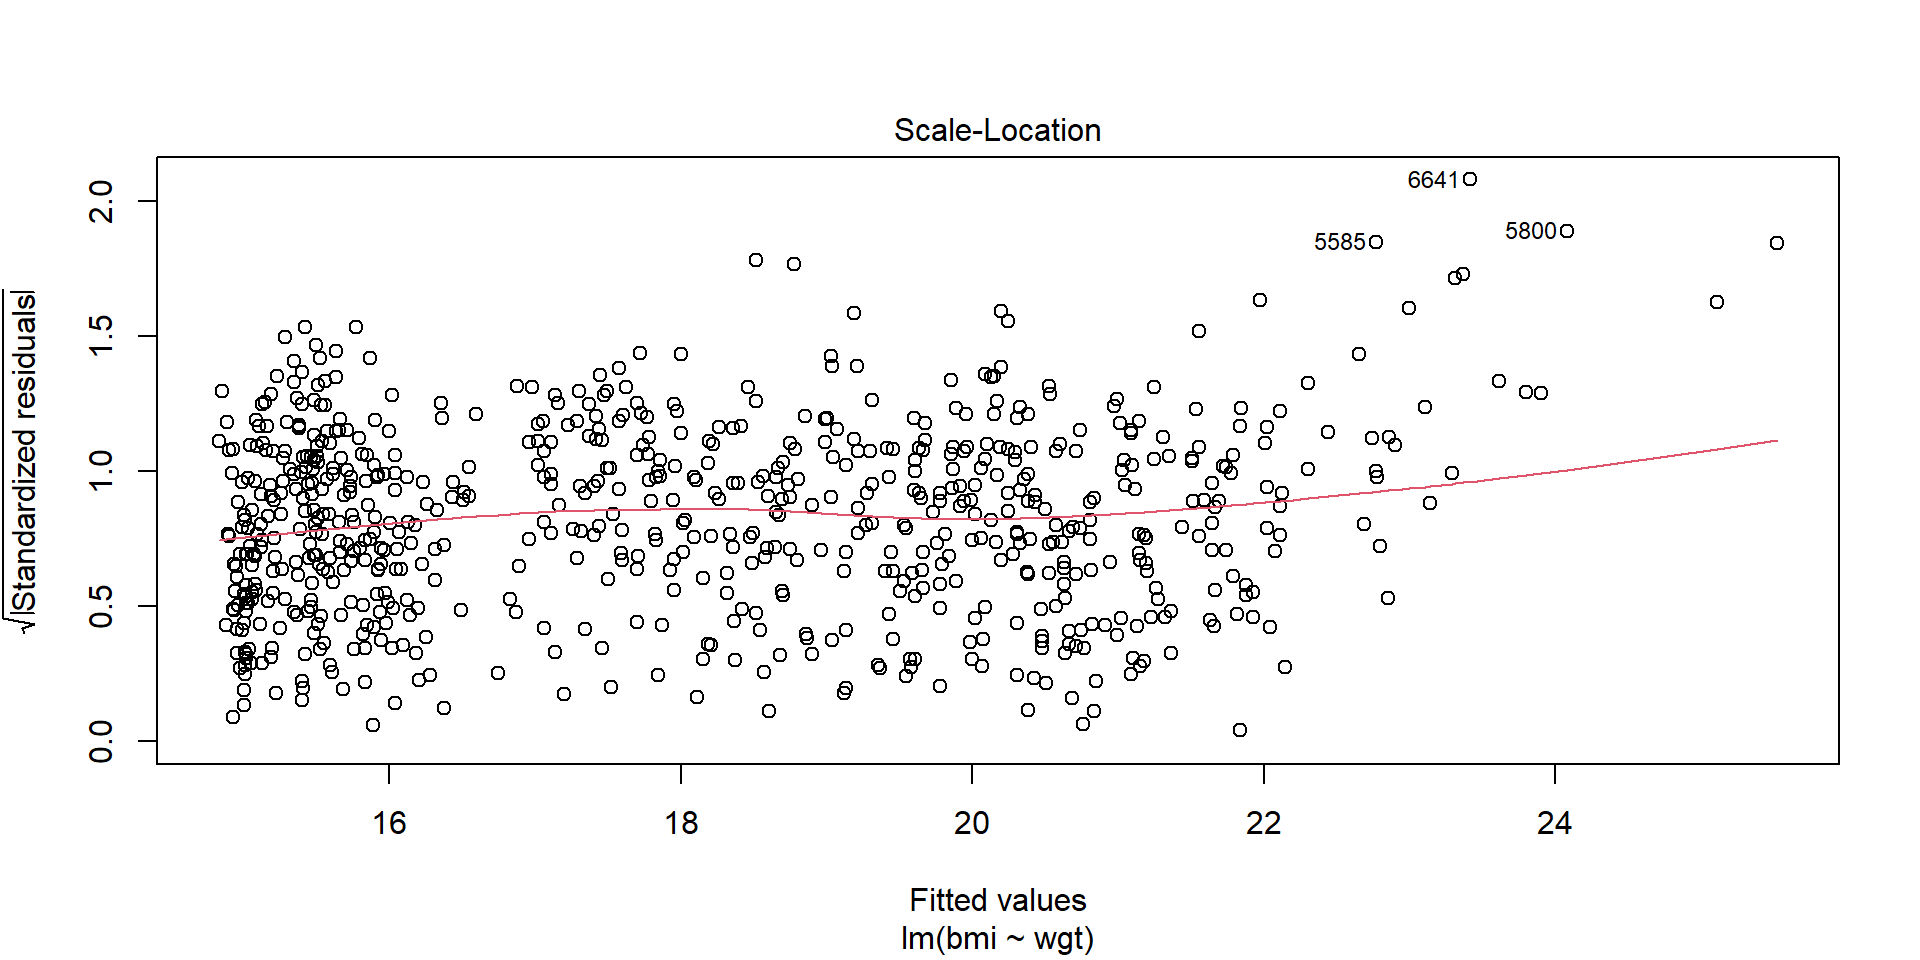 Scale-Location
√|Standardized residuals|
2.0
1.5
1.0
0.5
0.0
6641
5800
5585
16 18 20 22 24
Fitted values
lm(bmi ~ wgt)